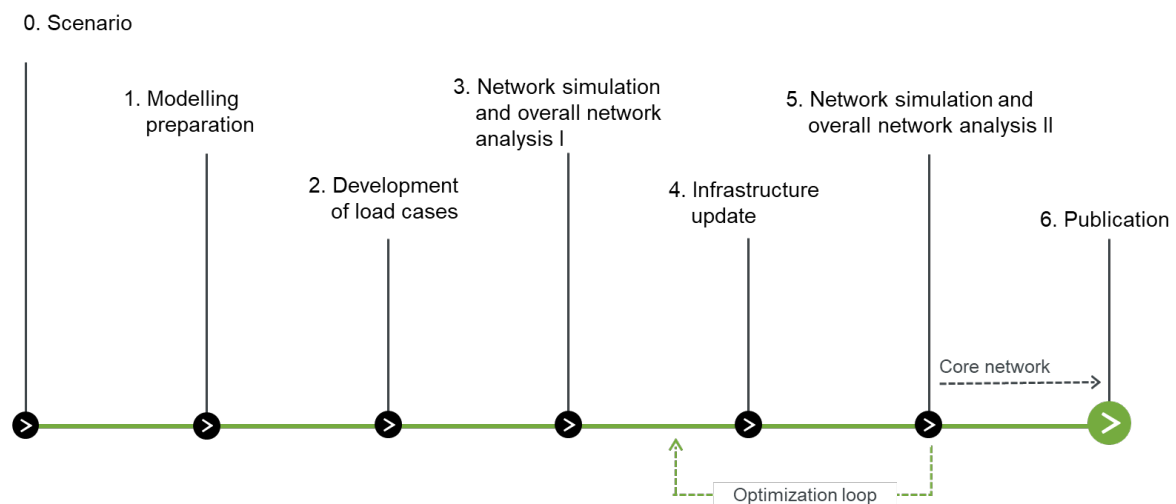 0. Scenario
1. Modelling
preparation
2. Development
of load cases
3. Network simulation
and overall network
analysis I
4. Infrastructure
update
5. Network simulation and
overall network analysis II
6. Publication
Core network
Optimization loop